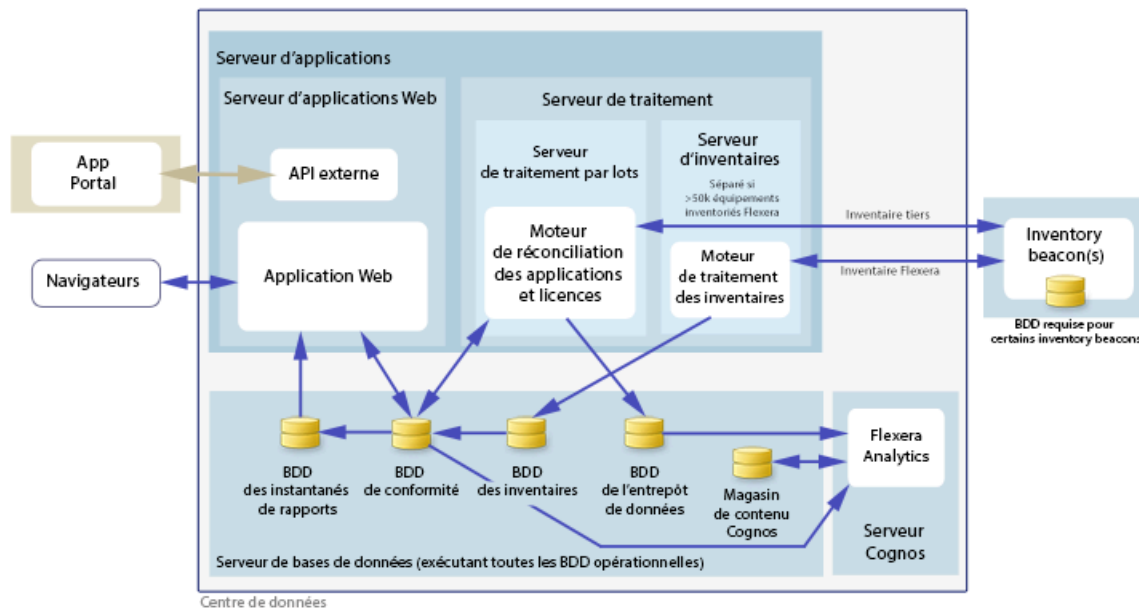 Serveur d'applications
Serveur d'applications Web
Serveur de traitement
App
Portal
API externe
Serveur
de traitement par lots
Serveur
d'inventaires
Séparé si
>50k équipements
inventoriés Flexera
Navigateurs
Application Web
Moteur
de réconciliation
des applications
et licences
Moteur
de traitement
des inventaires
Inventaire tiers
Inventaire Flexera
Inventory
beacon(s)
BDD requise pour
certains inventory beacons
BDD
des instantanés
de rapports
BDD
de conformité
BDD
des inventaires
BDD
de l'entrepôt
de données
Magasin
de contenu
Cognos
Flexera
Analytics
Serveur
Cognos
Serveur de bases de données (exécutant toutes les BDD opérationnelles)
Centre de données